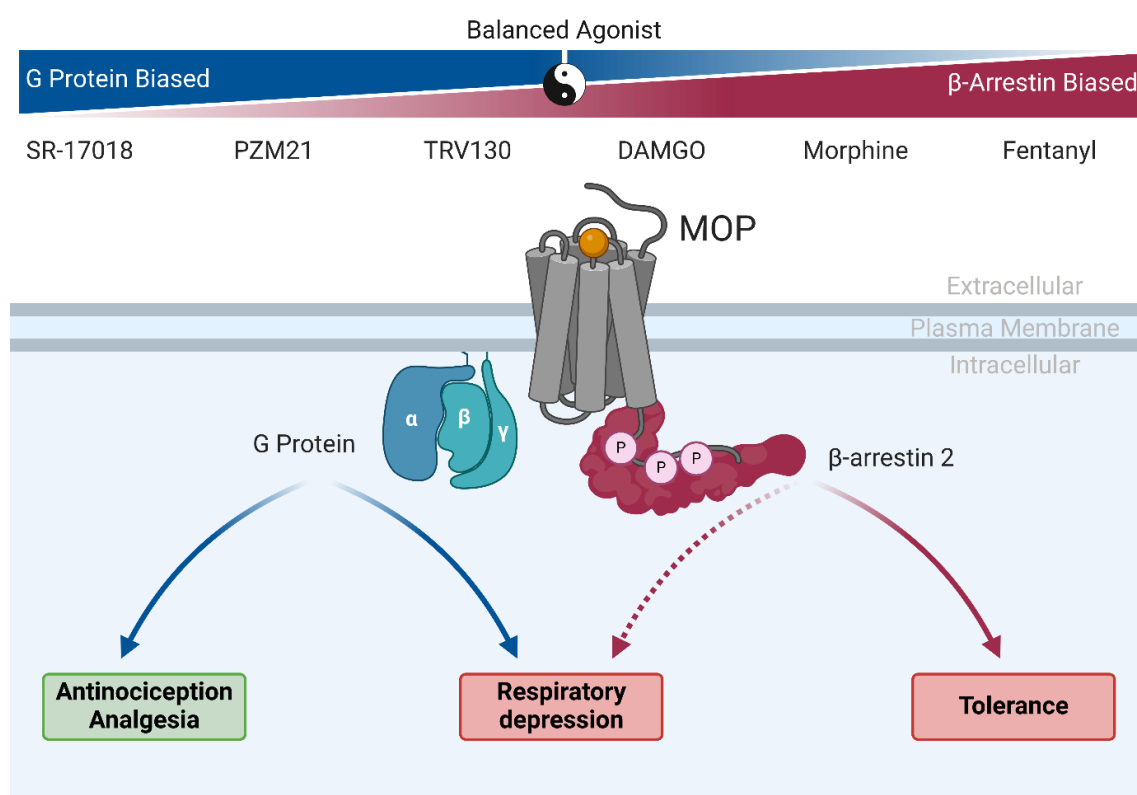 Balanced Agonist
G Protein Biased
β-Arrestin Biased
SR-17018 PZM21 TRV130 DAMGO Morphine Fentanyl
MOP
Extracellular
Plasma Membrane
Intracellular
α
β
γ
G Protein
P
P
P
β-arrestin 2
Antinociception
Analgesia
Respiratory
depression
Tolerance